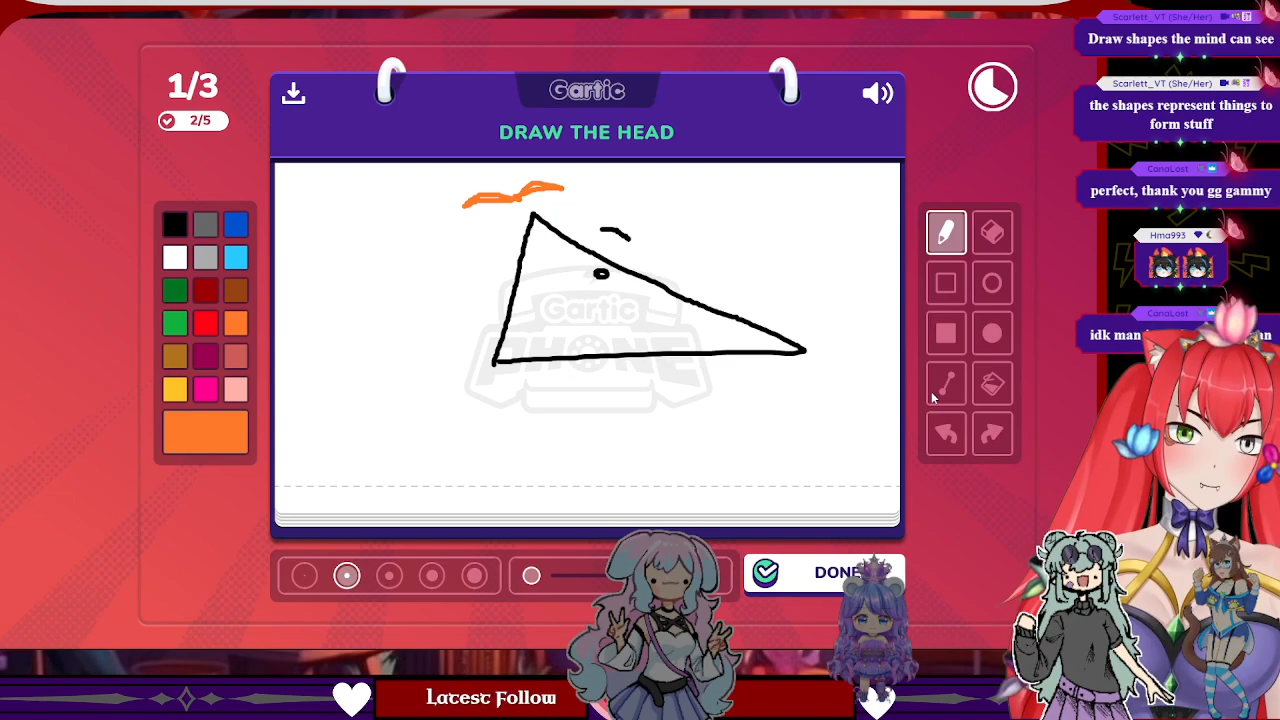 Scarlett_VT (She/Her)
Draw shapes the mind can see
Scarlett_VT (She/Her)
the shapes represent things to
form stuff
CanaLost
perfect, thank you gg gammy
Hma993
CanaLost
idk man
1/3
2/5
Gartic
DRAW THE HEAD
Gartic
PHONE
DONE
Latest Follow